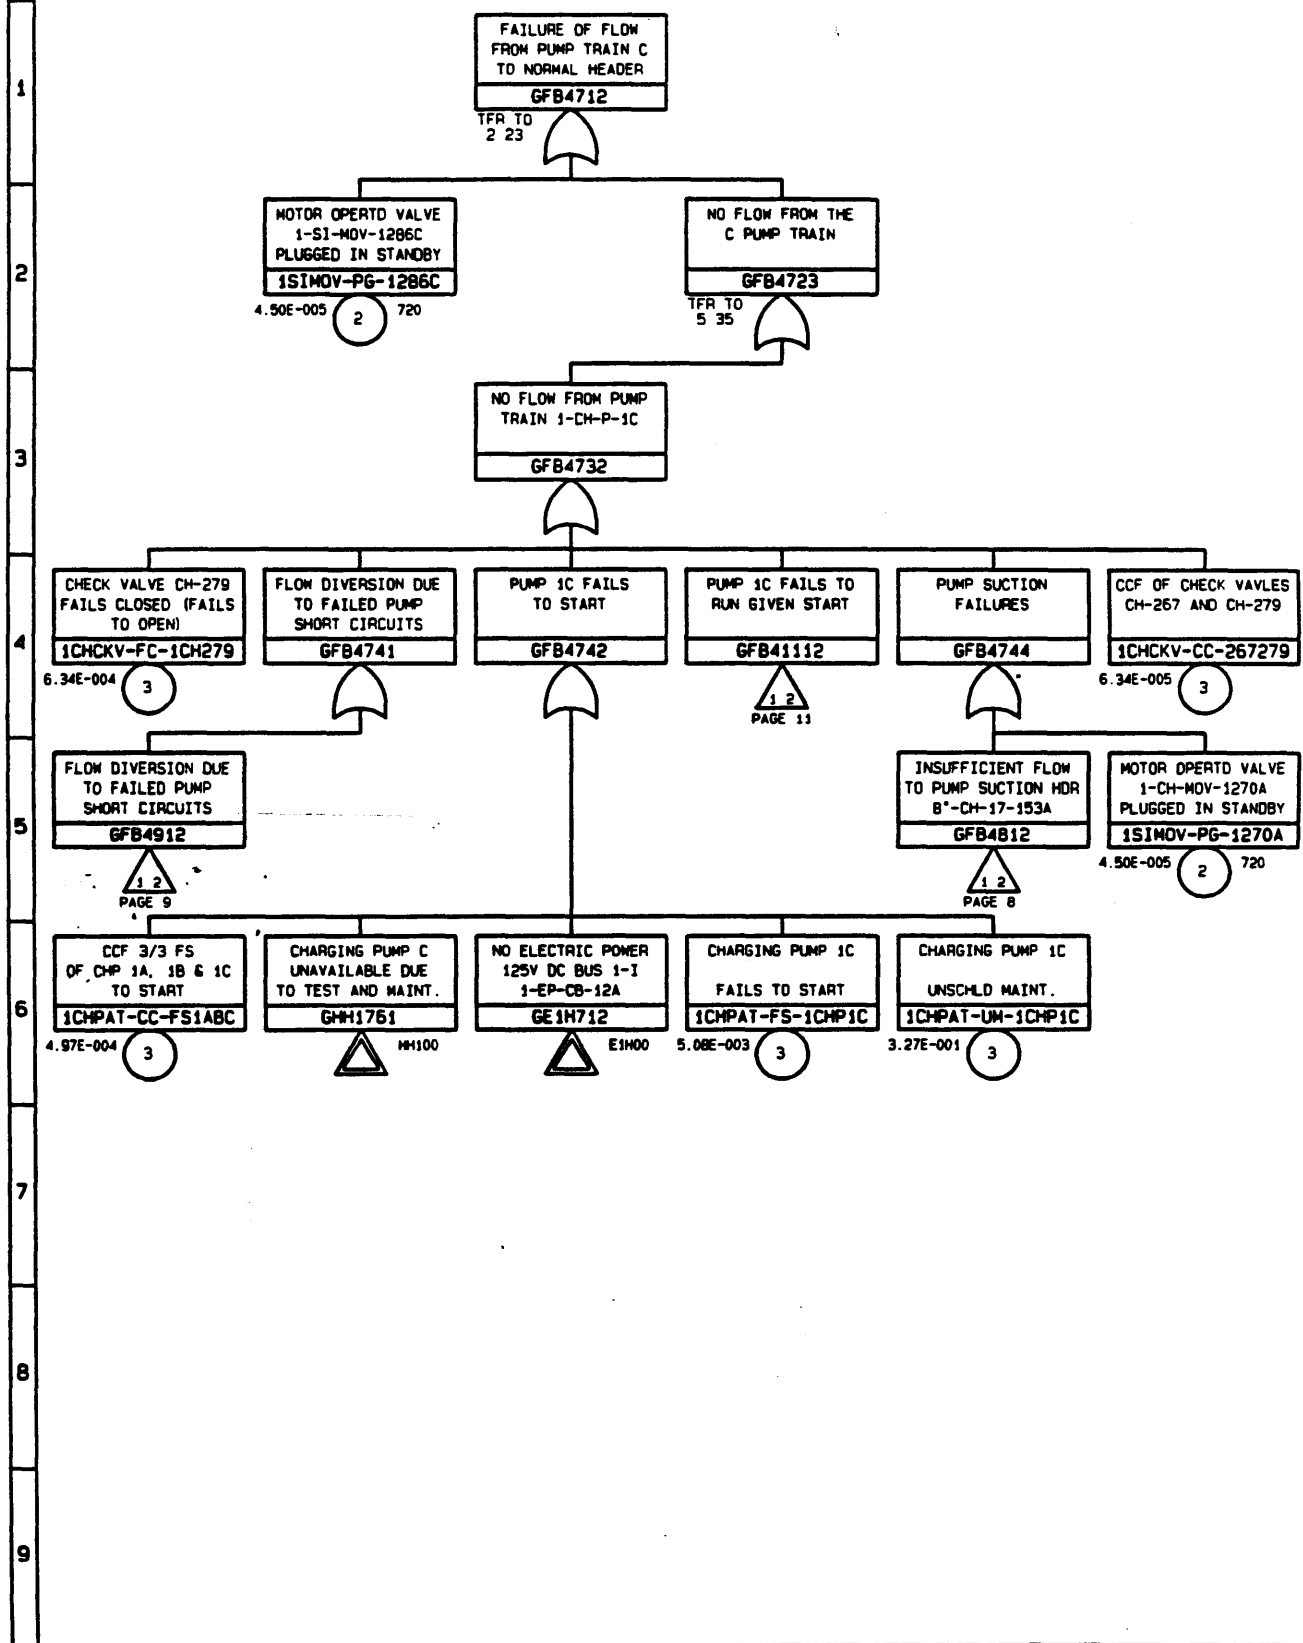 FAILURE OF FLOW
FROM PUMP TRAIN C
TO NORMAL HEADER
GFB4712
TFR TO
2 23
1
MOTOR OPERTD VALVE
1-SI-MOV-1286C
PLUGGED IN STANDBY
1SIMOV-PG-1286C
4.50E-005
2
720
NO FLOW FROM THE
C PUMP TRAIN
GFB4723
TFR TO
5 35
2
NO FLOW FROM PUMP
TRAIN 1-CH-P-1C
GFB4732
3
CHECK VALVE CH-279
FAILS CLOSED (FAILS
TO OPEN)
1CHCKV-FC-1CH279
6.34E-004
3
FLOW DIVERSION DUE
TO FAILED PUMP
SHORT CIRCUITS
GFB4741
PUMP 1C FAILS
TO START
GFB4742
PUMP 1C FAILS TO
RUN GIVEN START
GFB41112
1 2
PAGE 11
PUMP SUCTION
FAILURES
GFB4744
CCF OF CHECK VAVLES
CH-267 AND CH-279
1CHCKV-CC-267279
6.34E-005
3
4
FLOW DIVERSION DUE
TO FAILED PUMP
SHORT CIRCUITS
GFB4912
1 2
PAGE 9
INSUFFICIENT FLOW
TO PUMP SUCTION HDR
8"-CH-17-153A
GFB4812
1 2
PAGE 8
MOTOR OPERTD VALVE
1-CH-MOV-1270A
PLUGGED IN STANDBY
1SIMOV-PG-1270A
4.50E-005
2
720
5
CCF 3/3 FS
OF CHP 1A, 1B & 1C
TO START
1CHPAT-CC-FS1ABC
4.97E-004
3
CHARGING PUMP C
UNAVAILABLE DUE
TO TEST AND MAINT.
GHH1761
HH100
NO ELECTRIC POWER
125V DC BUS 1-I
1-EP-CB-12A
GE1H712
E1H00
CHARGING PUMP 1C
FAILS TO START
1CHPAT-FS-1CHP1C
5.08E-003
3
CHARGING PUMP 1C
UNSCHLD MAINT.
1CHPAT-UM-1CHP1C
3.27E-001
3
6
7
8
9